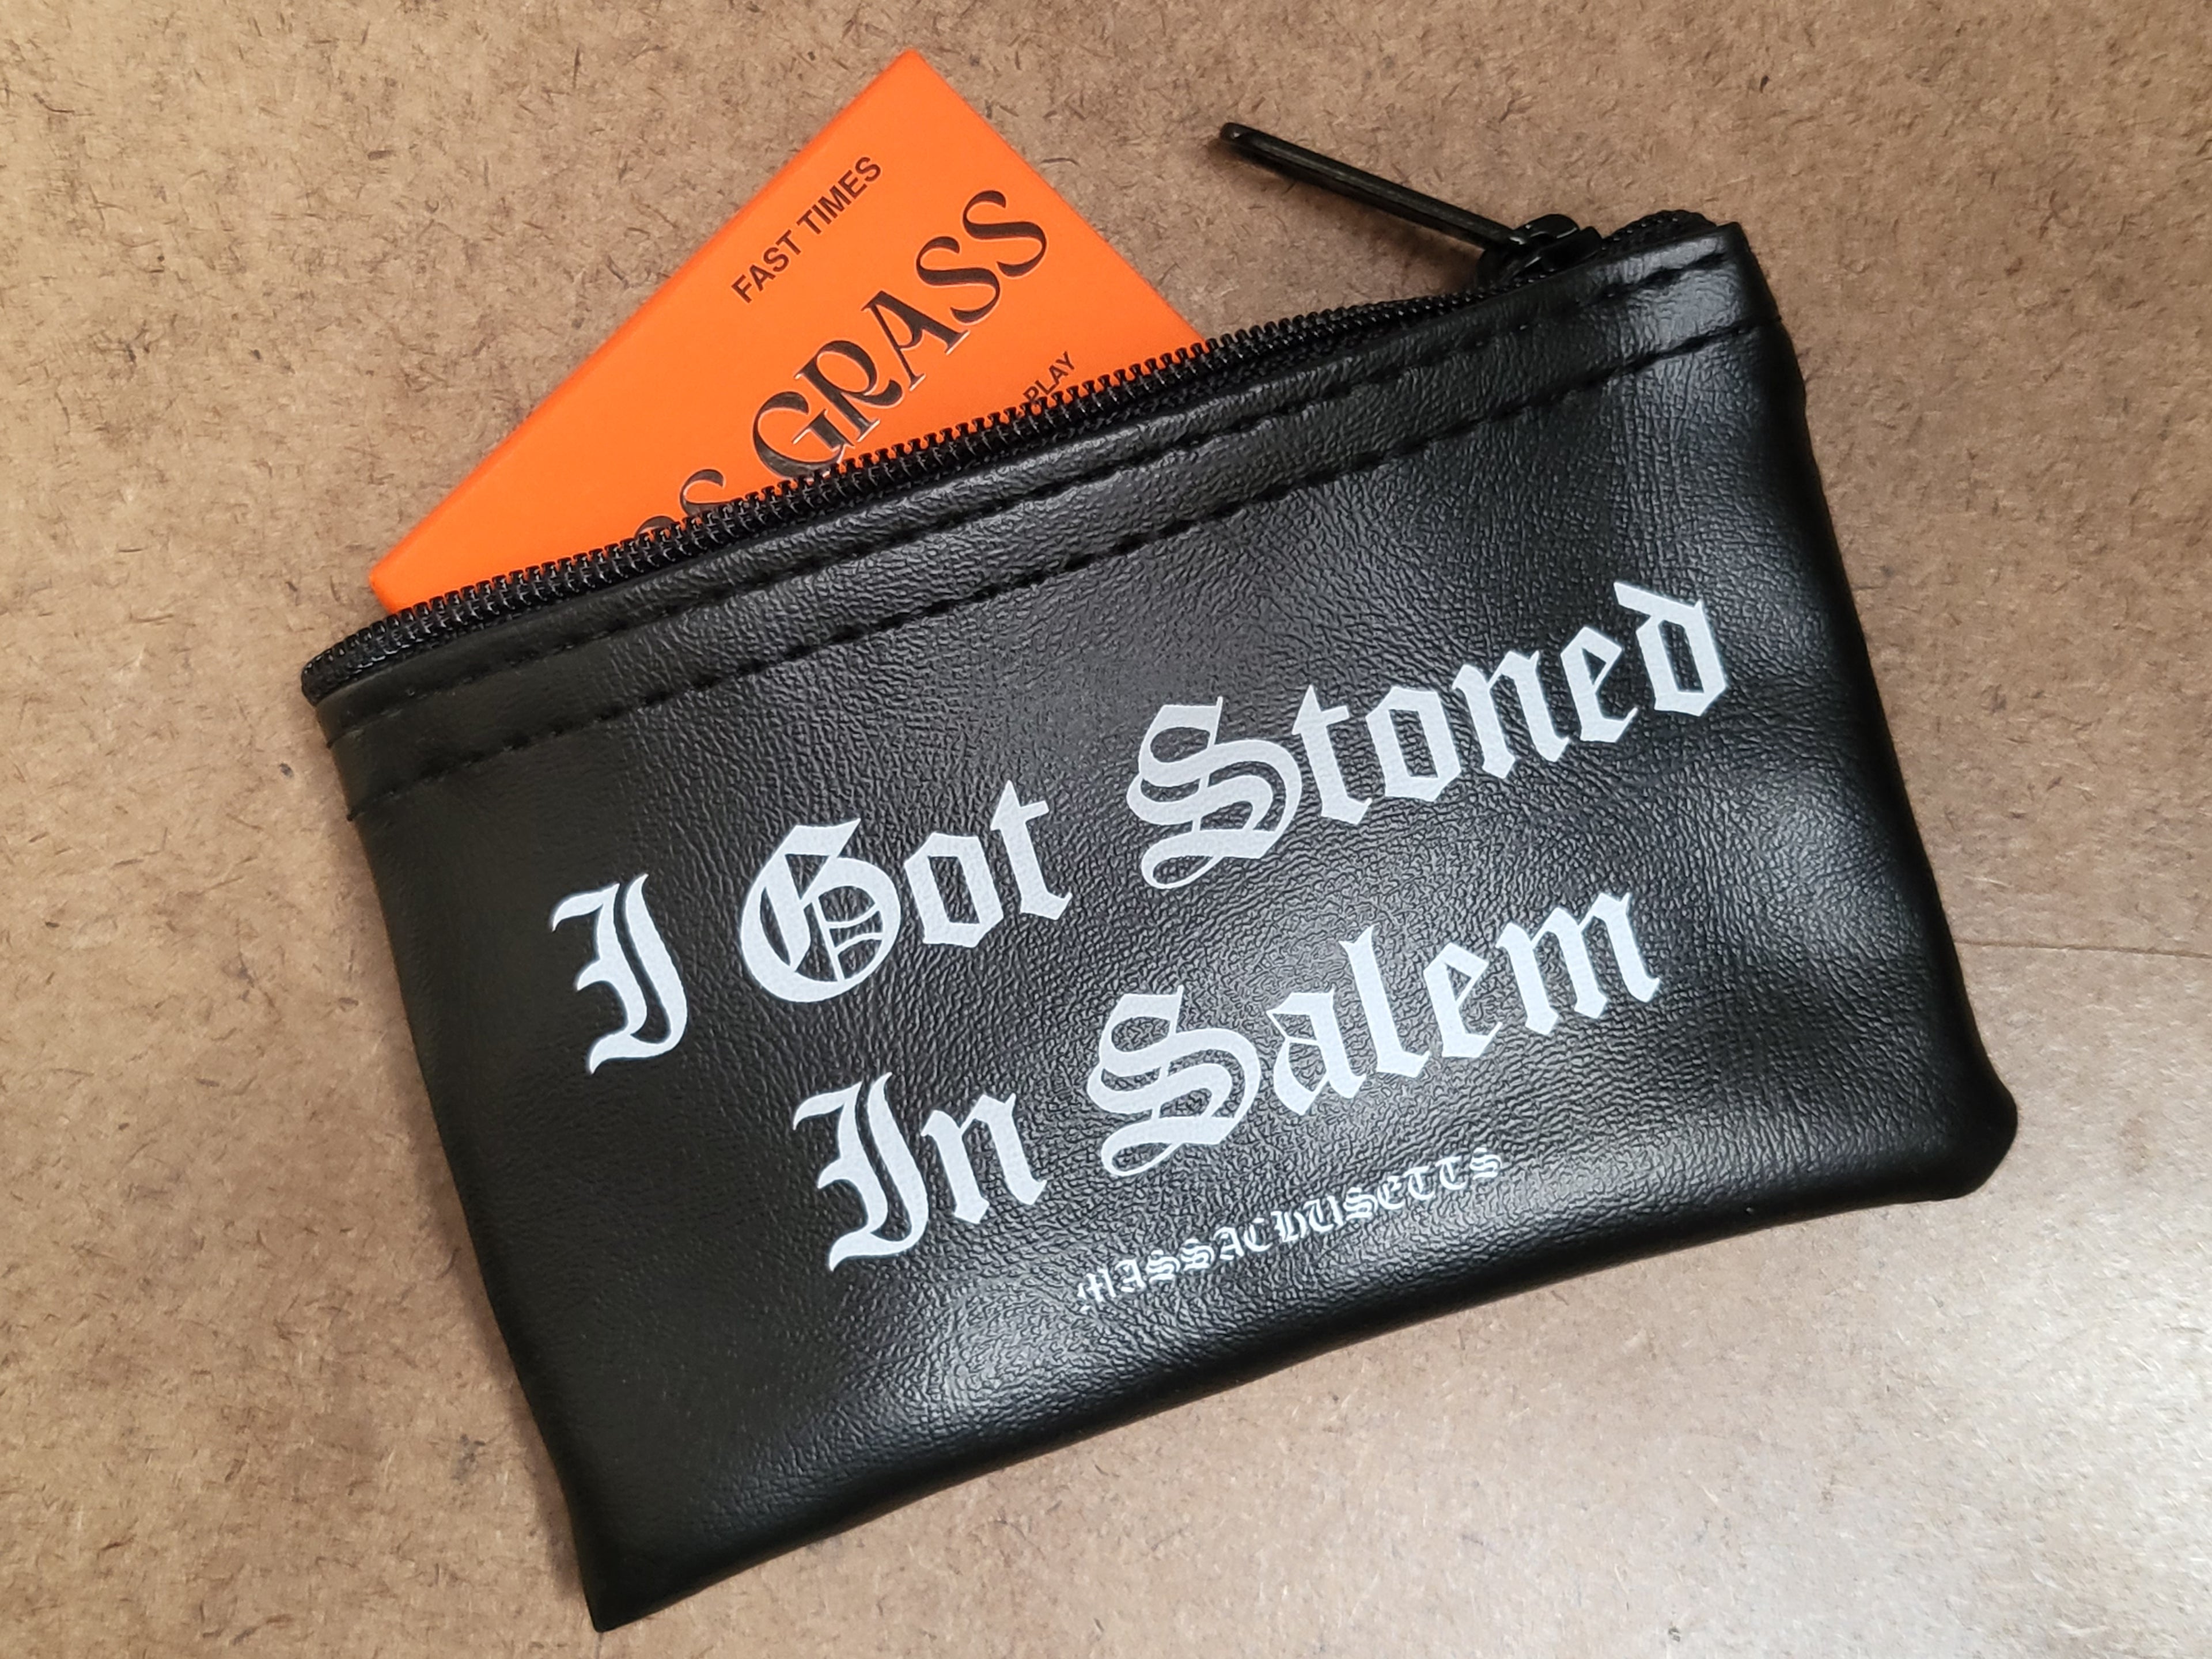 FAST TIMES
GRASS
PLAY
I Got Stoned
In Salem
MASSACHUSETTS